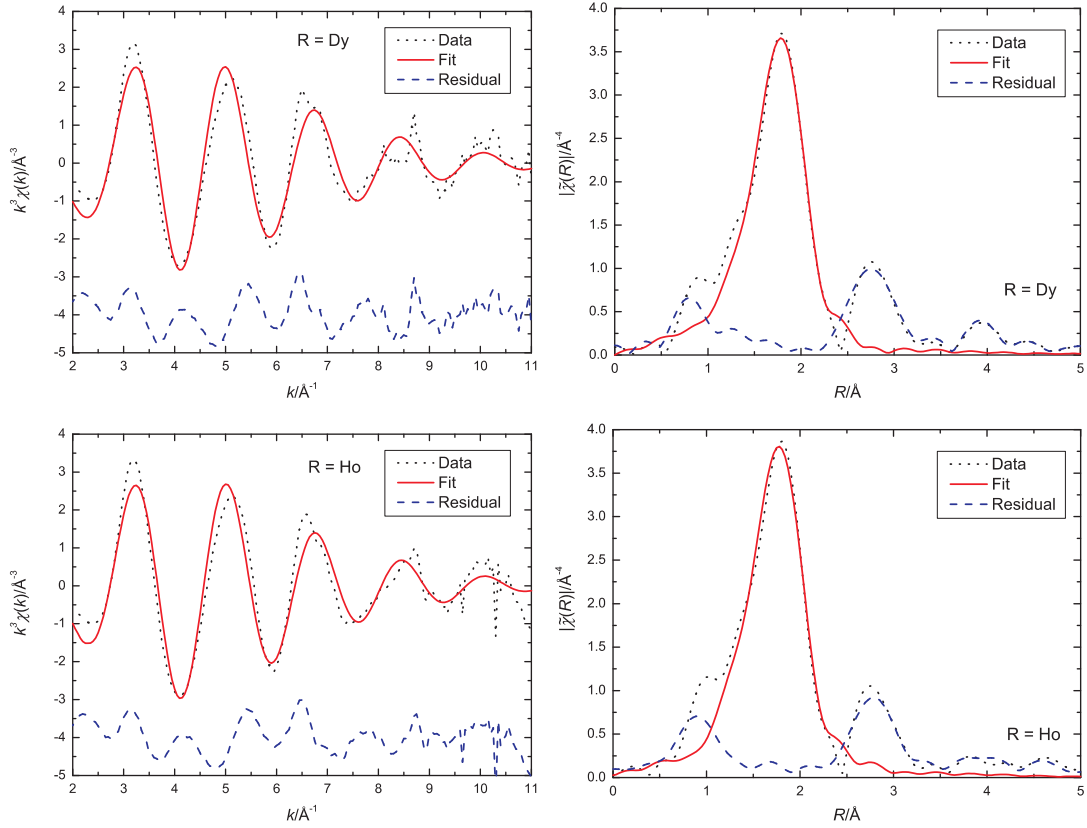 R = Dy
Data
Fit
Residual
k³χ(k)/Å⁻³
4
3
2
1
0
-1
-2
-3
-4
-5
2 3 4 5 6 7 8 9 10 11
k/Å⁻¹
Data
Fit
Residual
R = Dy
|χ̃(R)|/Å⁻⁴
4.0
3.5
3.0
2.5
2.0
1.5
1.0
0.5
0.0
0 1 2 3 4 5
R/Å
R = Ho
Data
Fit
Residual
k³χ(k)/Å⁻³
4
3
2
1
0
-1
-2
-3
-4
-5
2 3 4 5 6 7 8 9 10 11
k/Å⁻¹
Data
Fit
Residual
R = Ho
|χ̃(R)|/Å⁻⁴
4.0
3.5
3.0
2.5
2.0
1.5
1.0
0.5
0.0
0 1 2 3 4 5
R/Å